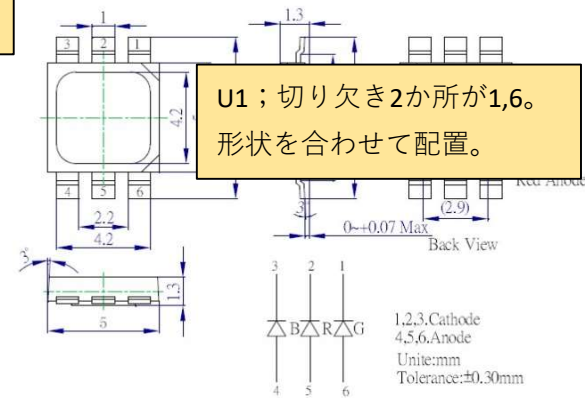 1
1.3
3 2 1
4.2
U1；切り欠き2か所が1,6。
形状を合わせて配置。
4 5 6
2.2
4.2
3°
0~+0.07 Max
Red Anode
(2.9)
Back View
3°
1.3
5
3 2 1
B R G
4 5 6
1,2,3.Cathode
4,5,6.Anode
Unite:mm
Tolerance:±0.30mm